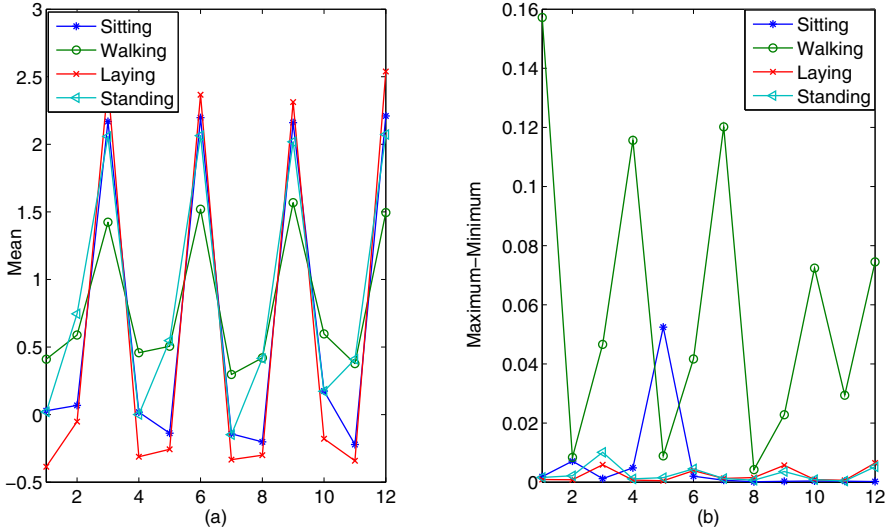 3
2.5
2
1.5
1
0.5
0
−0.5
Mean
Sitting
Walking
Laying
Standing
2 4 6 8 10 12
(a)
0.16
0.14
0.12
0.1
0.08
0.06
0.04
0.02
0
Maximum−Minimum
Sitting
Walking
Laying
Standing
2 4 6 8 10 12
(b)